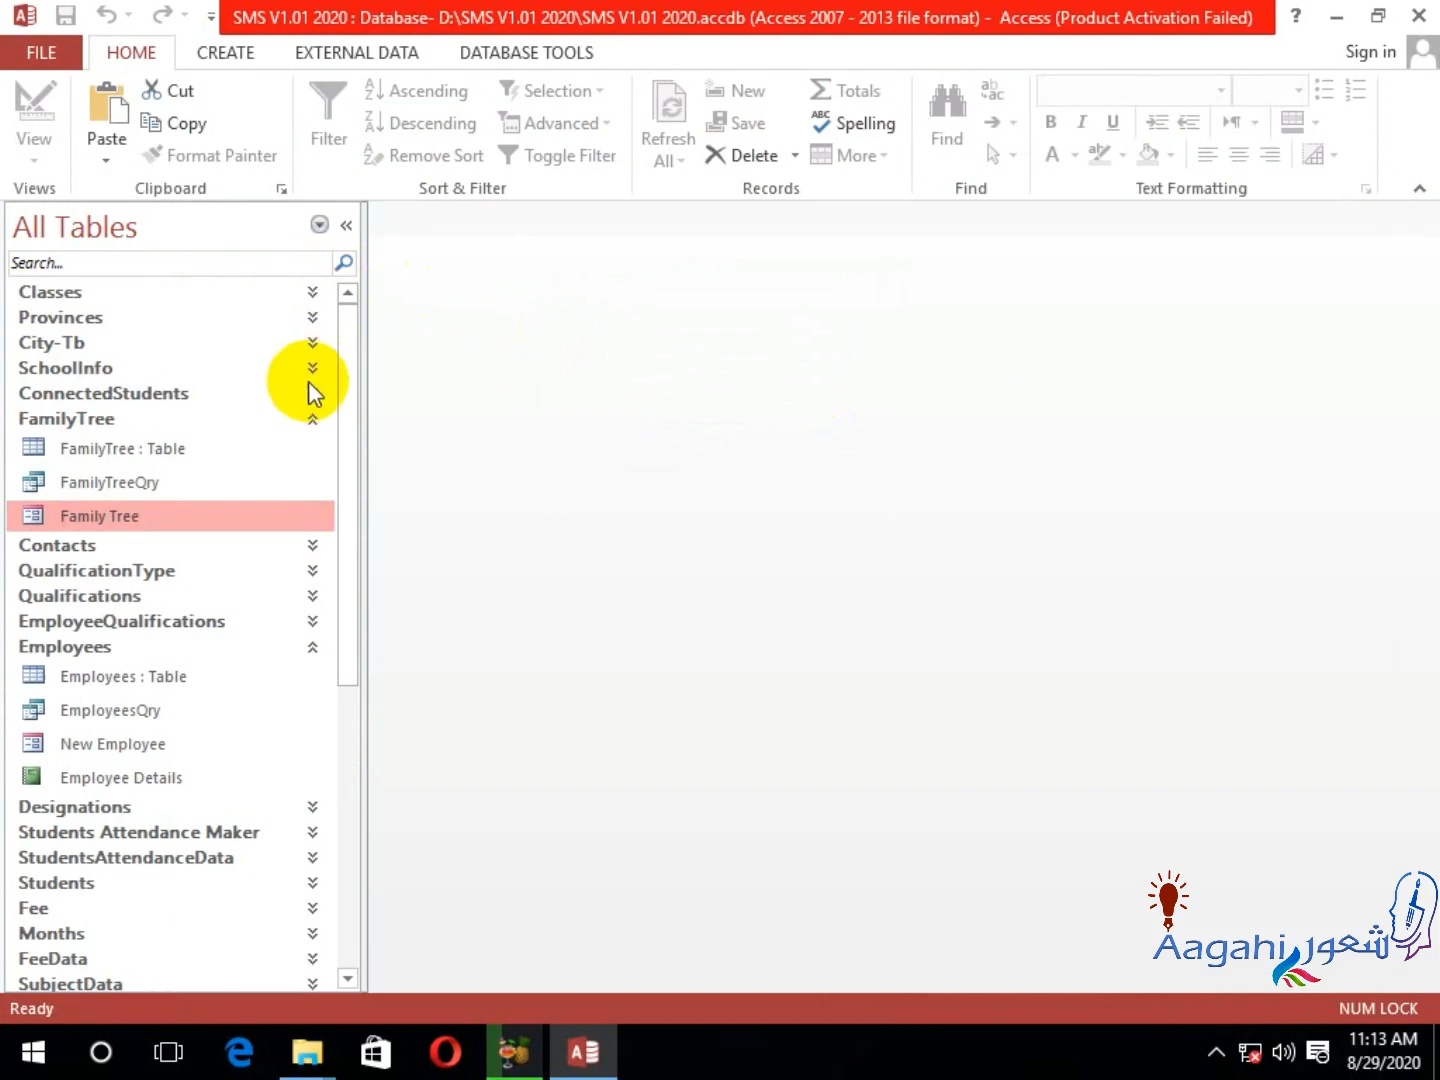 SMS V1.01 2020 : Database- D:\SMS V1.01 2020\SMS V1.01 2020.accdb (Access 2007 - 2013 file format) - Access (Product Activation Failed)
?
FILE
HOME
CREATE
EXTERNAL DATA
DATABASE TOOLS
Sign in
View
Views
Paste
Cut
Copy
Format Painter
Clipboard
Filter
Ascending
Descending
Remove Sort
Selection
Advanced
Toggle Filter
Sort & Filter
Refresh
All
New
Save
Delete
Totals
Spelling
More
Records
Find
Find
B I U
A
Text Formatting
All Tables
Search...
Classes
Provinces
City-Tb
SchoolInfo
ConnectedStudents
FamilyTree
FamilyTree : Table
FamilyTreeQry
Family Tree
Contacts
QualificationType
Qualifications
EmployeeQualifications
Employees
Employees : Table
EmployeesQry
New Employee
Employee Details
Designations
Students Attendance Maker
StudentsAttendanceData
Students
Fee
Months
FeeData
SubjectData
Aagahi شعور
Ready
NUM LOCK
11:13 AM
8/29/2020